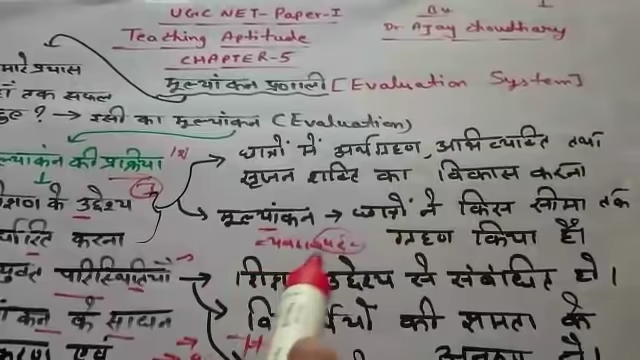 UGC NET - Paper-I
By
Teaching Aptitude
Dr. Ajay choudhary
CHAPTER-5
मूल्यांकन प्रणाली [Evaluation System]
मारे प्रयास
तक सफल
? → इसी का मूल्यांकन (Evaluation)
ल्यांकन की प्रक्रिया
छात्रों में अर्थग्रहण, अभिव्यक्ति तथा
सृजन शक्ति का विकास करना
के उद्देश्य
मूल्यांकन → छात्रों ने किस सीमा तक
ग्रहण किया है।
रित करना
युक्त परिस्थितियों
उद्देश्य से संबंधित हो।
कन के साधन
की क्षमता के
एवं